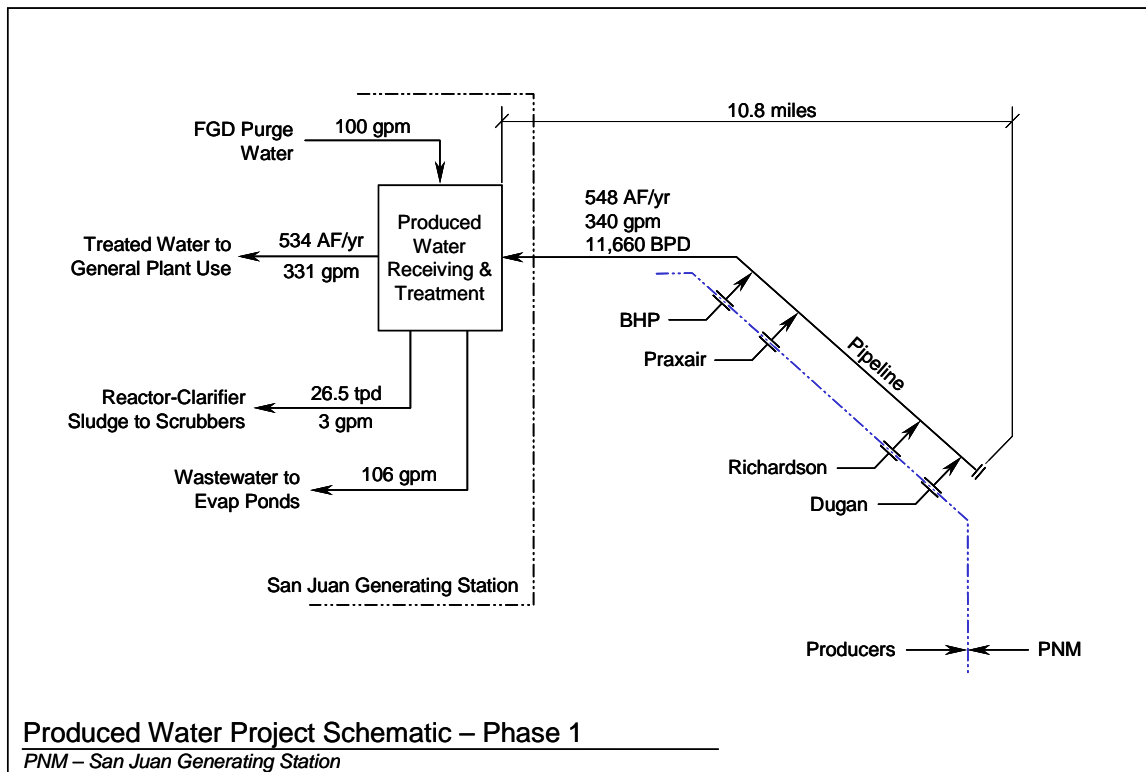 10.8 miles
FGD Purge
Water
100 gpm
548 AF/yr
340 gpm
11,660 BPD
Produced
Water
Receiving &
Treatment
Treated Water to
General Plant Use
534 AF/yr
331 gpm
BHP
Praxair
Pipeline
Richardson
Dugan
Reactor-Clarifier
Sludge to Scrubbers
26.5 tpd
3 gpm
Wastewater to
Evap Ponds
106 gpm
San Juan Generating Station
Producers
PNM
Produced Water Project Schematic – Phase 1
PNM – San Juan Generating Station